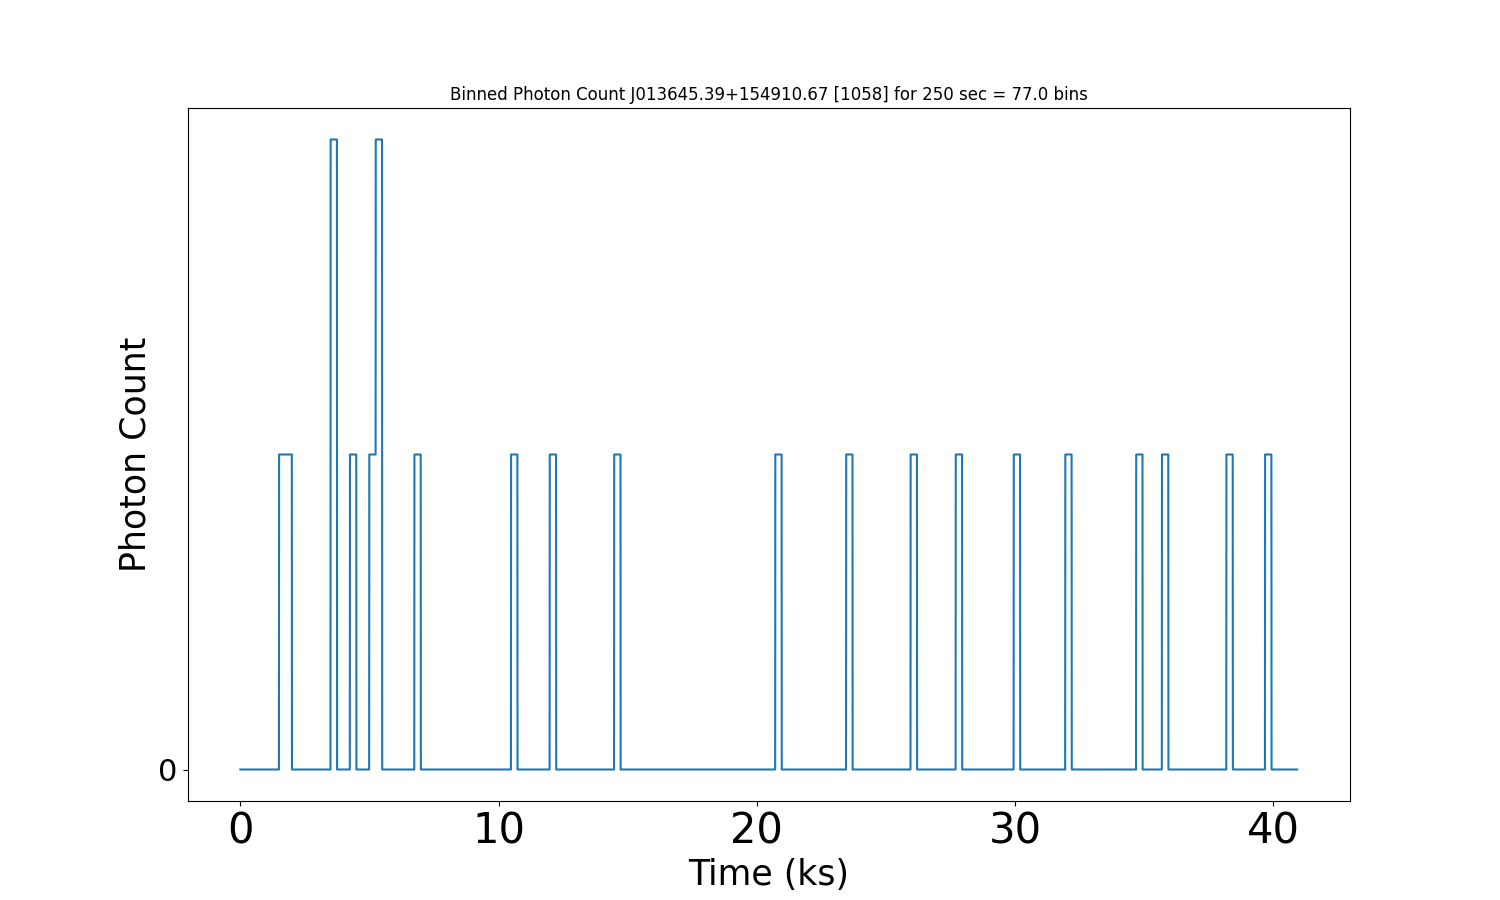 Binned Photon Count J013645.39+154910.67 [1058] for 250 sec = 77.0 bins
Photon Count
0
0 10 20 30 40
Time (ks)